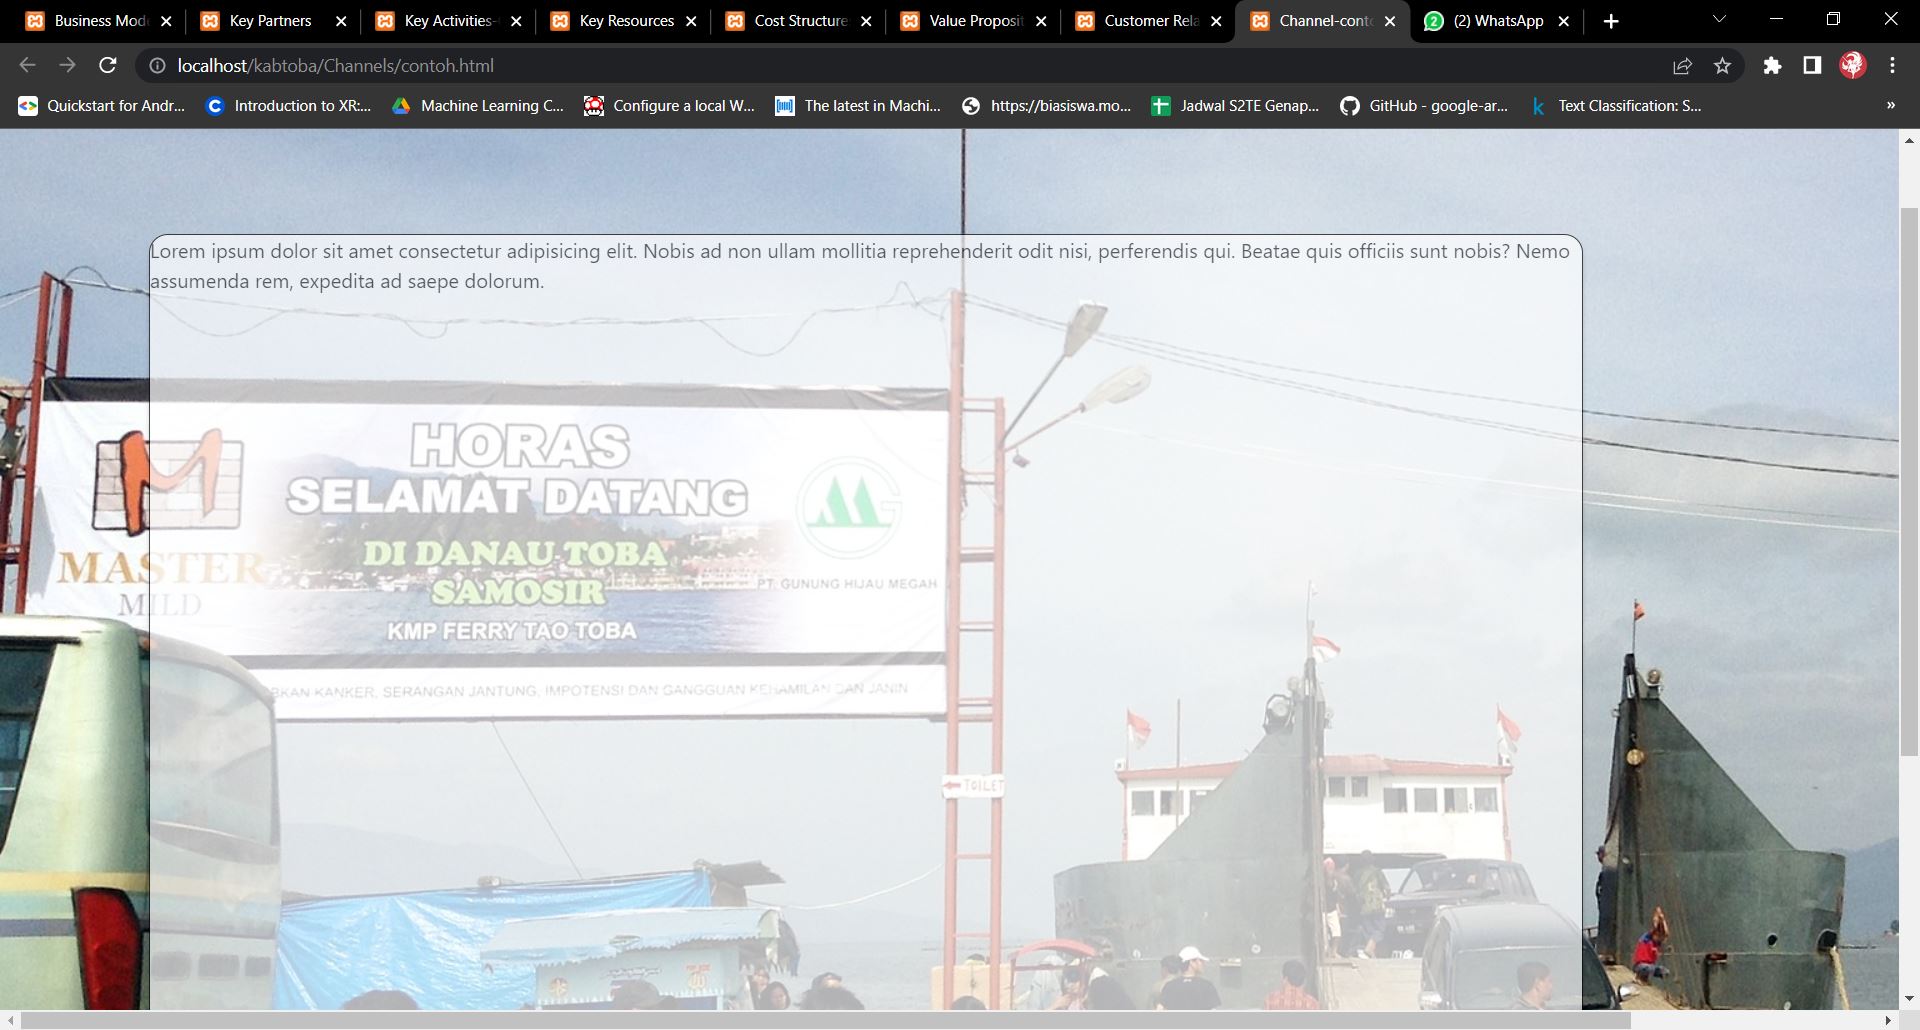 Business Mode
Key Partners
Key Activities-
Key Resources
Cost Structure
Value Proposit
Customer Rela
Channel-conto
(2) WhatsApp
localhost/kabtoba/Channels/contoh.html
Quickstart for Andr...
Introduction to XR:...
Machine Learning C...
Configure a local W...
The latest in Machi...
https://biasiswa.mo...
Jadwal S2TE Genap...
GitHub - google-ar...
Text Classification: S...
»
Lorem ipsum dolor sit amet consectetur adipisicing elit. Nobis ad non ullam mollitia reprehenderit odit nisi, perferendis qui. Beatae quis officiis sunt nobis? Nemo
assumenda rem, expedita ad saepe dolorum.
HORAS
SELAMAT DATANG
DI DANAU TOBA
SAMOSIR
KMP FERRY TAO TOBA
M
MASTER
MILD
MG
PT. GUNUNG HIJAU MEGAH
BKAN KANKER, SERANGAN JANTUNG, IMPOTENSI DAN GANGGUAN KEHAMILAN DAN JANIN
TOILET